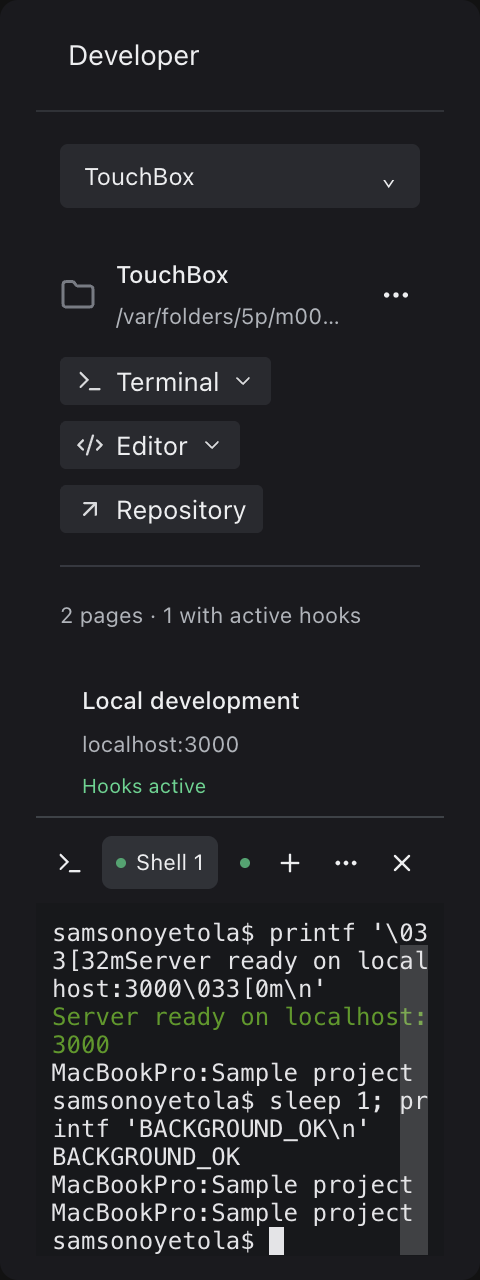 Developer
TouchBox
TouchBox
/var/folders/5p/m00...
Terminal
</> Editor
Repository
2 pages · 1 with active hooks
Local development
localhost:3000
Hooks active
Shell 1
samsonoyetola$ printf '\03
3[32mServer ready on local
host:3000\033[0m\n'
Server ready on localhost:
3000
MacBookPro:Sample project
samsonoyetola$ sleep 1; pr
intf 'BACKGROUND_OK\n'
BACKGROUND_OK
MacBookPro:Sample project
MacBookPro:Sample project
samsonoyetola$